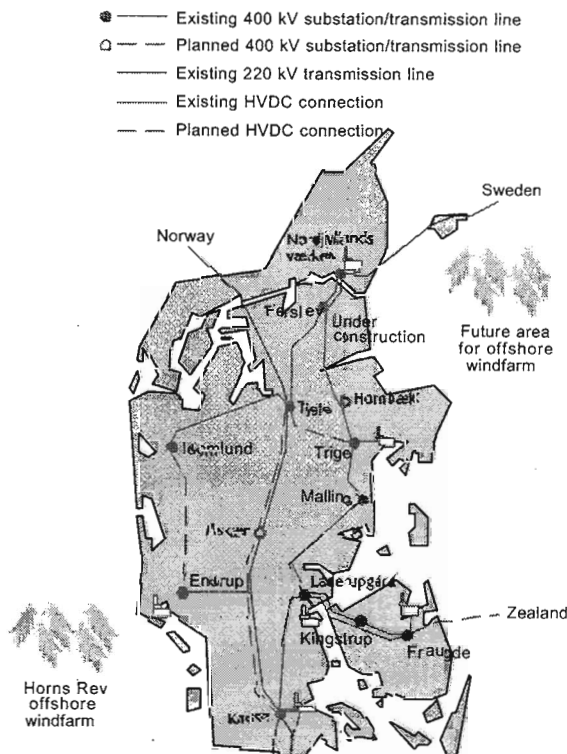 Existing 400 kV substation/transmission line
Planned 400 kV substation/transmission line
Existing 220 kV transmission line
Existing HVDC connection
Planned HVDC connection
Sweden
Norway
Ferslev
Under
construction
Future area
for offshore
windfarm
Tjele
Trige
Mallin
Endrup
Kingstrup
Fraugde
Zealand
Horns Rev
offshore
windfarm